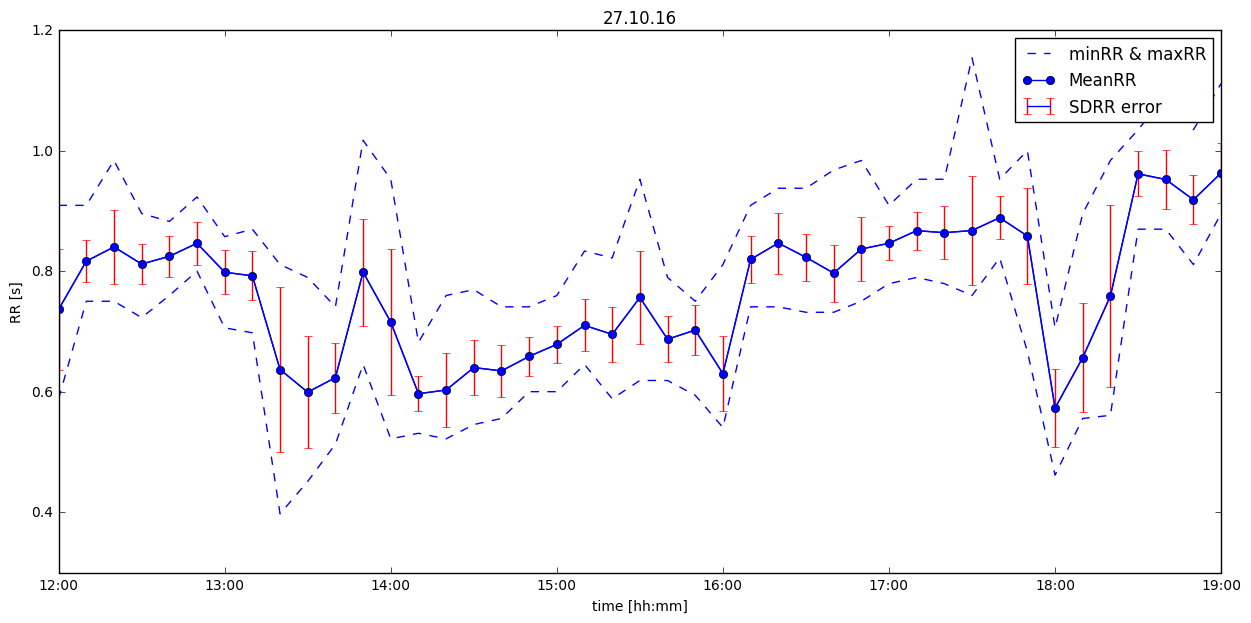 27.10.16
minRR & maxRR
MeanRR
SDRR error
RR [s]
1.2
1.0
0.8
0.6
0.4
12:00 13:00 14:00 15:00 16:00 17:00 18:00 19:00
time [hh:mm]